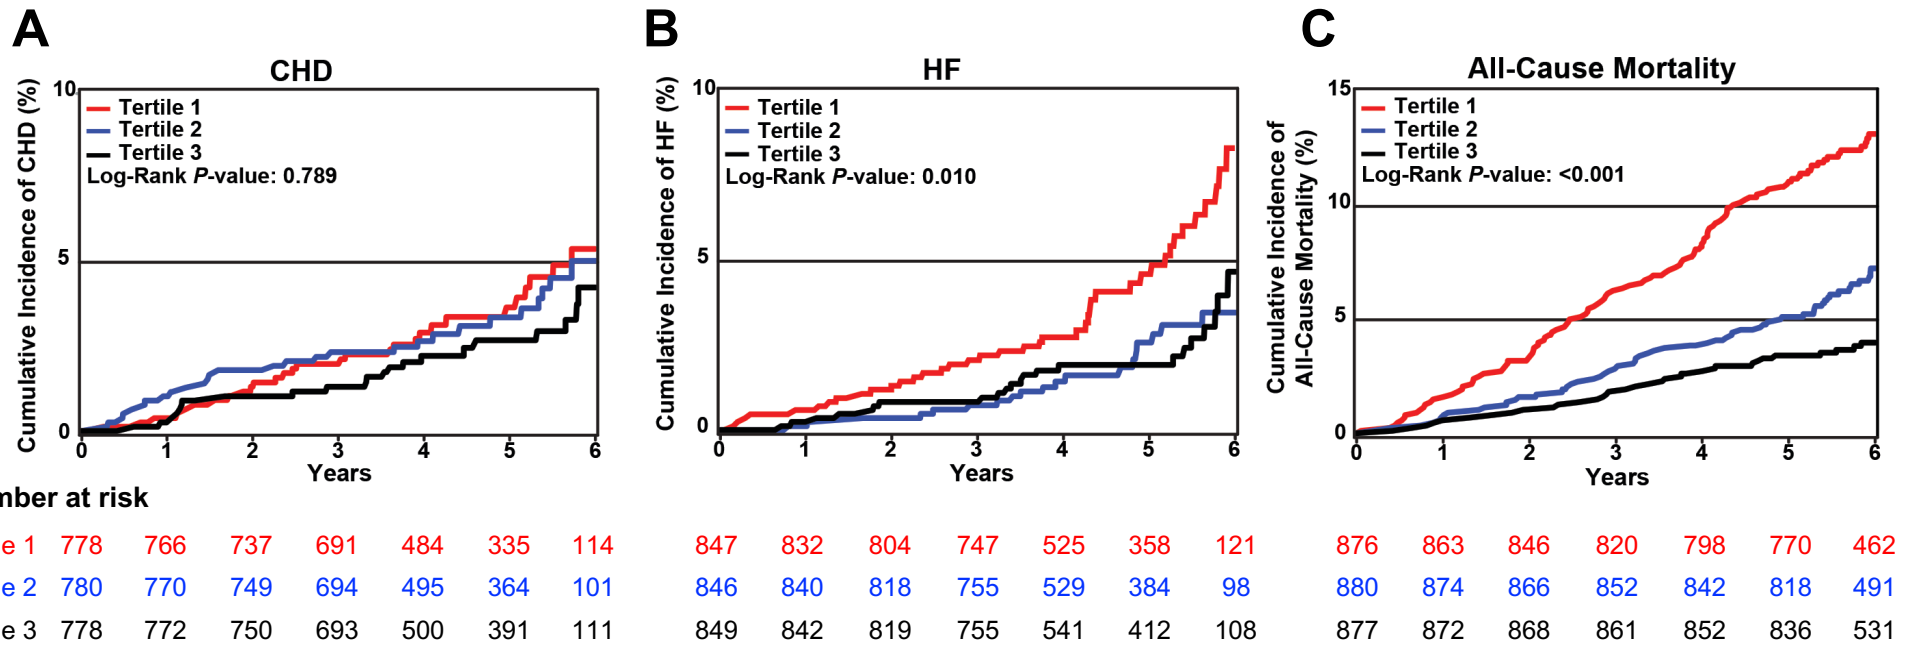 A
CHD
Cumulative Incidence of CHD (%)
10
5
0
Tertile 1
Tertile 2
Tertile 3
Log-Rank P-value: 0.789
0 1 2 3 4 5 6
Years
B
HF
Cumulative Incidence of HF (%)
10
5
0
Tertile 1
Tertile 2
Tertile 3
Log-Rank P-value: 0.010
0 1 2 3 4 5 6
Years
C
All-Cause Mortality
Cumulative Incidence of
All-Cause Mortality (%)
15
10
5
0
Tertile 1
Tertile 2
Tertile 3
Log-Rank P-value: <0.001
0 1 2 3 4 5 6
Years
mber at risk
e 1 778 766 737 691 484 335 114 847 832 804 747 525 358 121 876 863 846 820 798 770 462
e 2 780 770 749 694 495 364 101 846 840 818 755 529 384 98 880 874 866 852 842 818 491
e 3 778 772 750 693 500 391 111 849 842 819 755 541 412 108 877 872 868 861 852 836 531